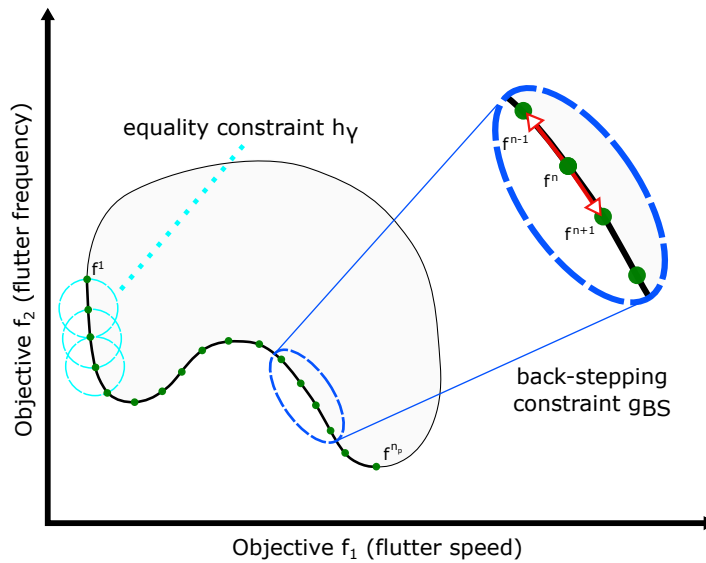 equality constraint hγ
f¹
fⁿ⁻¹
fⁿ
fⁿ⁺¹
back-stepping
constraint gBS
f^{n_p}
Objective f₂ (flutter frequency)
Objective f₁ (flutter speed)